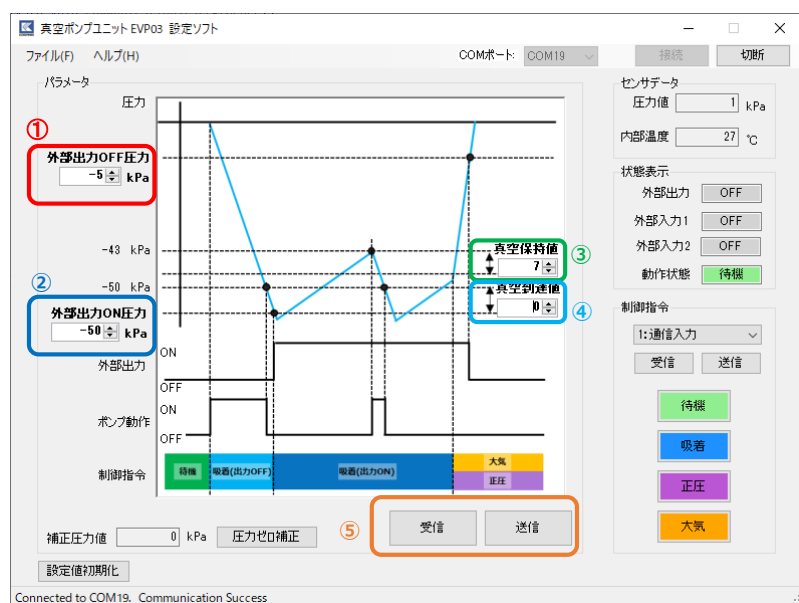 真空ポンプユニット EVP03 設定ソフト
ファイル(F) ヘルプ(H)
COMポート: COM19 接続 切断
パラメータ
圧力
①
外部出力OFF圧力
-5 kPa
-43 kPa
真空保持値
7
③
②
-50 kPa
真空到達値
0
④
外部出力ON圧力
-50 kPa
外部出力
ON
OFF
ポンプ動作
ON
OFF
制御指令
待機 吸着(出力OFF) 吸着(出力ON) 大気
正圧
補正圧力値 0 kPa 圧力ゼロ補正
⑤
受信 送信
設定値初期化
センサデータ
圧力値 1 kPa
内部温度 27 ℃
状態表示
外部出力 OFF
外部入力1 OFF
外部入力2 OFF
動作状態 待機
制御指令
1:通信入力
受信 送信
待機
吸着
正圧
大気
Connected to COM19. Communication Success